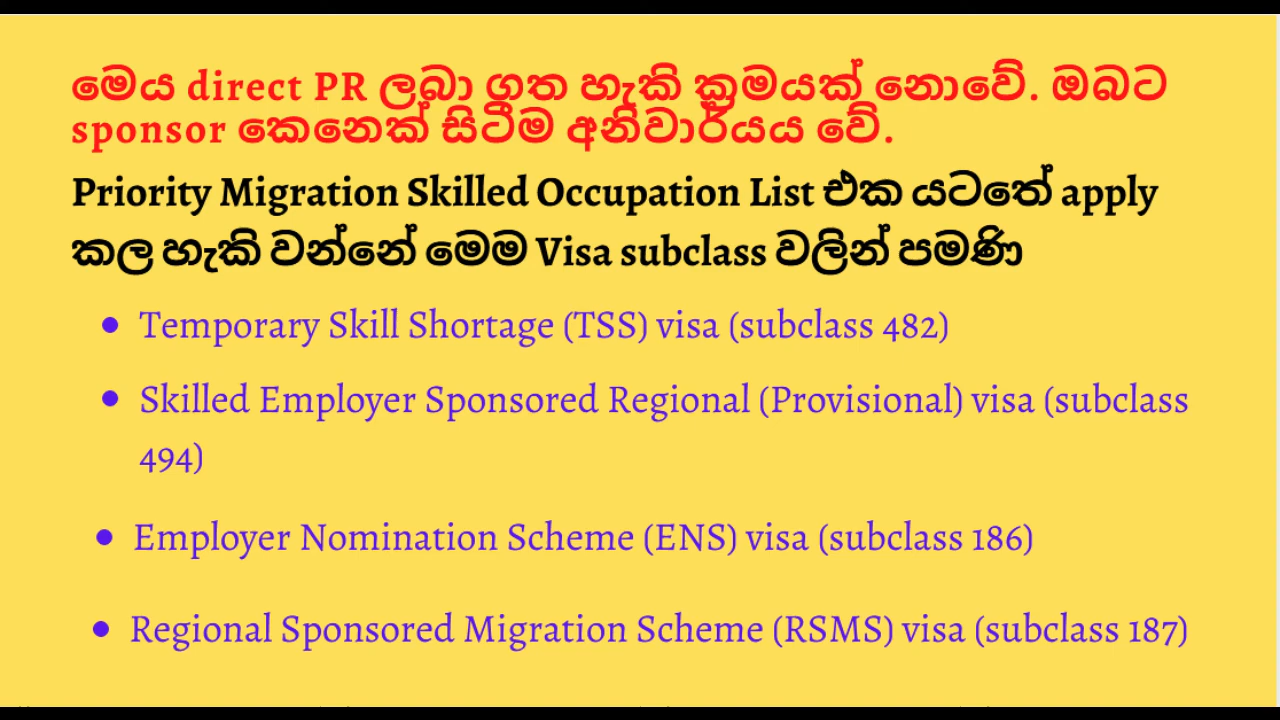 මෙය direct PR ලබා ගත හැකි ක්‍රමයක් නොවේ. ඔබට
sponsor කෙනෙක් සිටීම අනිවාර්යය වේ.
Priority Migration Skilled Occupation List එක යටතේ apply
කල හැකි වන්නේ මෙම Visa subclass වලින් පමණි
• Temporary Skill Shortage (TSS) visa (subclass 482)
• Skilled Employer Sponsored Regional (Provisional) visa (subclass
494)
• Employer Nomination Scheme (ENS) visa (subclass 186)
• Regional Sponsored Migration Scheme (RSMS) visa (subclass 187)